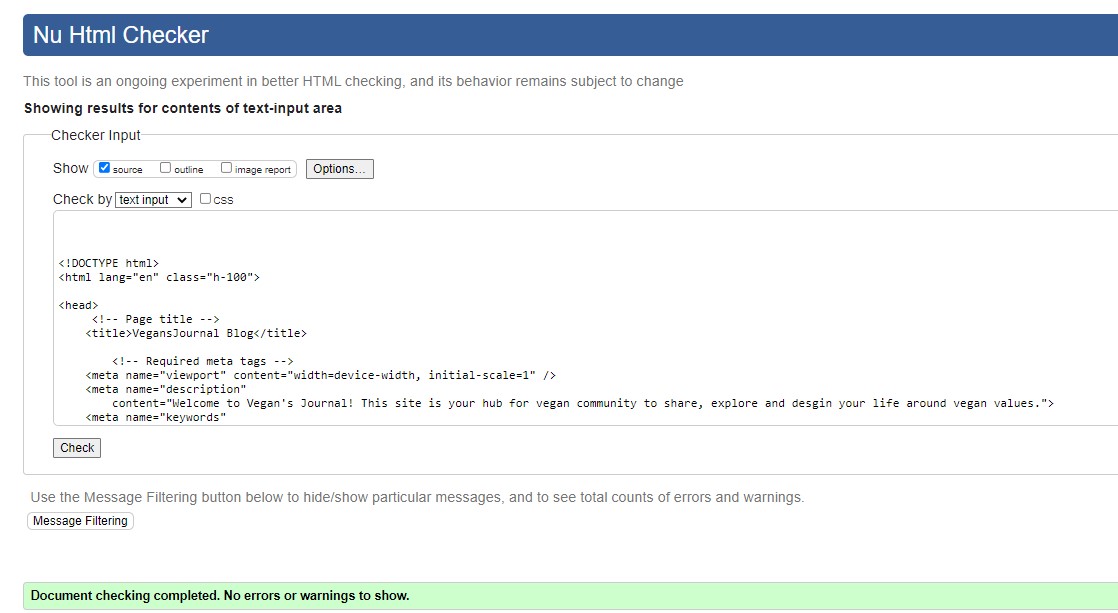 Nu Html Checker
This tool is an ongoing experiment in better HTML checking, and its behavior remains subject to change
Showing results for contents of text-input area
Checker Input
Show source outline image report Options...
Check by text input css
<!DOCTYPE html>
<html lang="en" class="h-100">
<head>
<!-- Page title -->
<title>VegansJournal Blog</title>
<!-- Required meta tags -->
<meta name="viewport" content="width=device-width, initial-scale=1" />
<meta name="description"
content="Welcome to Vegan's Journal! This site is your hub for vegan community to share, explore and desgin your life around vegan values.">
<meta name="keywords"
Check
Use the Message Filtering button below to hide/show particular messages, and to see total counts of errors and warnings.
Message Filtering
Document checking completed. No errors or warnings to show.